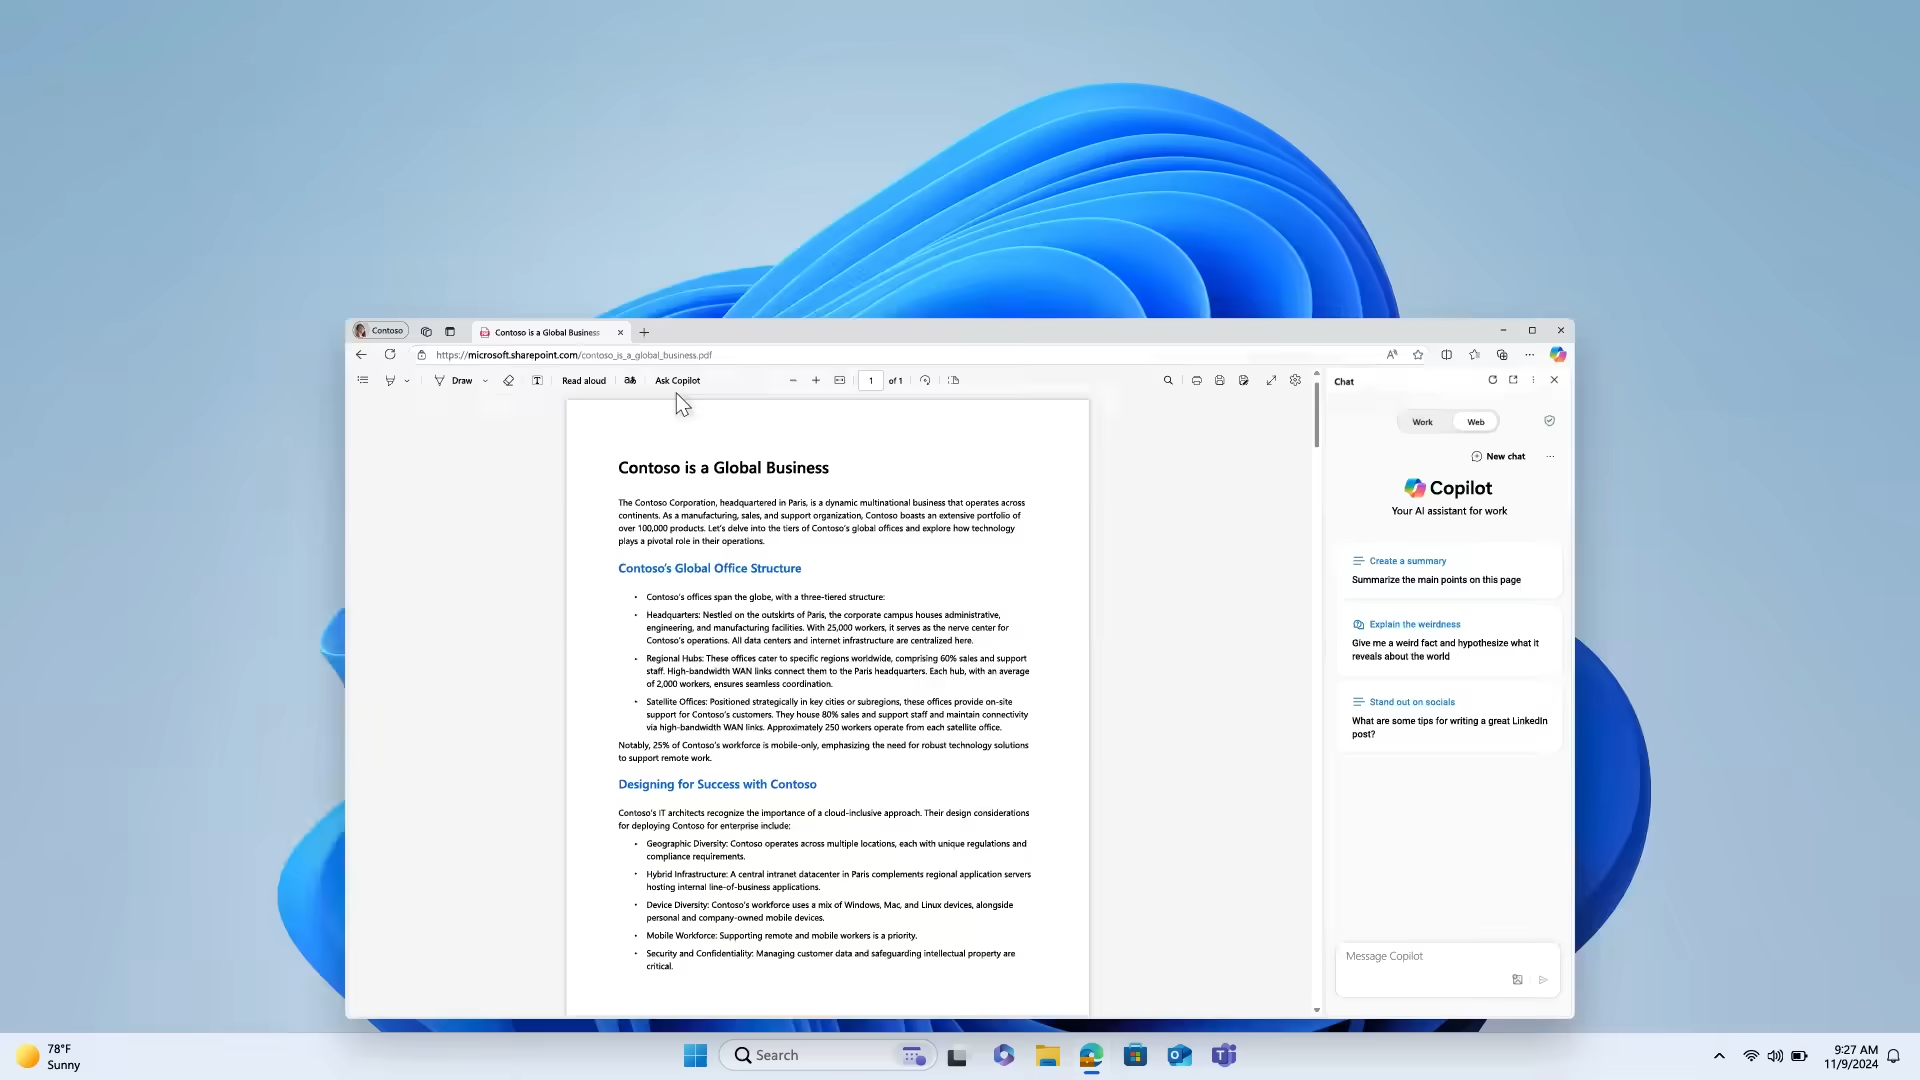 Contoso
Contoso is a Global Business
https://microsoft.sharepoint.com/contoso_is_a_global_business.pdf
Draw
Read aloud
aあ
Ask Copilot
1 of 1
Contoso is a Global Business
The Contoso Corporation, headquartered in Paris, is a dynamic multinational business that operates across
continents. As a manufacturing, sales, and support organization, Contoso boasts an extensive portfolio of
over 100,000 products. Let's delve into the tiers of Contoso's global offices and explore how technology
plays a pivotal role in their operations.
Contoso's Global Office Structure
• Contoso's offices span the globe, with a three-tiered structure:
• Headquarters: Nestled on the outskirts of Paris, the corporate campus houses administrative,
engineering, and manufacturing facilities. With 25,000 workers, it serves as the nerve center for
Contoso's operations. All data centers and internet infrastructure are centralized here.
• Regional Hubs: These offices cater to specific regions worldwide, comprising 60% sales and support
staff. High-bandwidth WAN links connect them to the Paris headquarters. Each hub, with an average
of 2,000 workers, ensures seamless coordination.
• Satellite Offices: Positioned strategically in key cities or subregions, these offices provide on-site
support for Contoso's customers. They house 80% sales and support staff and maintain connectivity
via high-bandwidth WAN links. Approximately 250 workers operate from each satellite office.
Notably, 25% of Contoso's workforce is mobile-only, emphasizing the need for robust technology solutions
to support remote work.
Designing for Success with Contoso
Contoso's IT architects recognize the importance of a cloud-inclusive approach. Their design considerations
for deploying Contoso for enterprise include:
• Geographic Diversity: Contoso operates across multiple locations, each with unique regulations and
compliance requirements.
• Hybrid Infrastructure: A central intranet datacenter in Paris complements regional application servers
hosting internal line-of-business applications.
• Device Diversity: Contoso's workforce uses a mix of Windows, Mac, and Linux devices, alongside
personal and company-owned mobile devices.
• Mobile Workforce: Supporting remote and mobile workers is a priority.
• Security and Confidentiality: Managing customer data and safeguarding intellectual property are
critical.
Chat
Work
Web
New chat
Copilot
Your AI assistant for work
Create a summary
Summarize the main points on this page
Explain the weirdness
Give me a weird fact and hypothesize what it
reveals about the world
Stand out on socials
What are some tips for writing a great LinkedIn
post?
Message Copilot
78°F
Sunny
Search
9:27 AM
11/9/2024